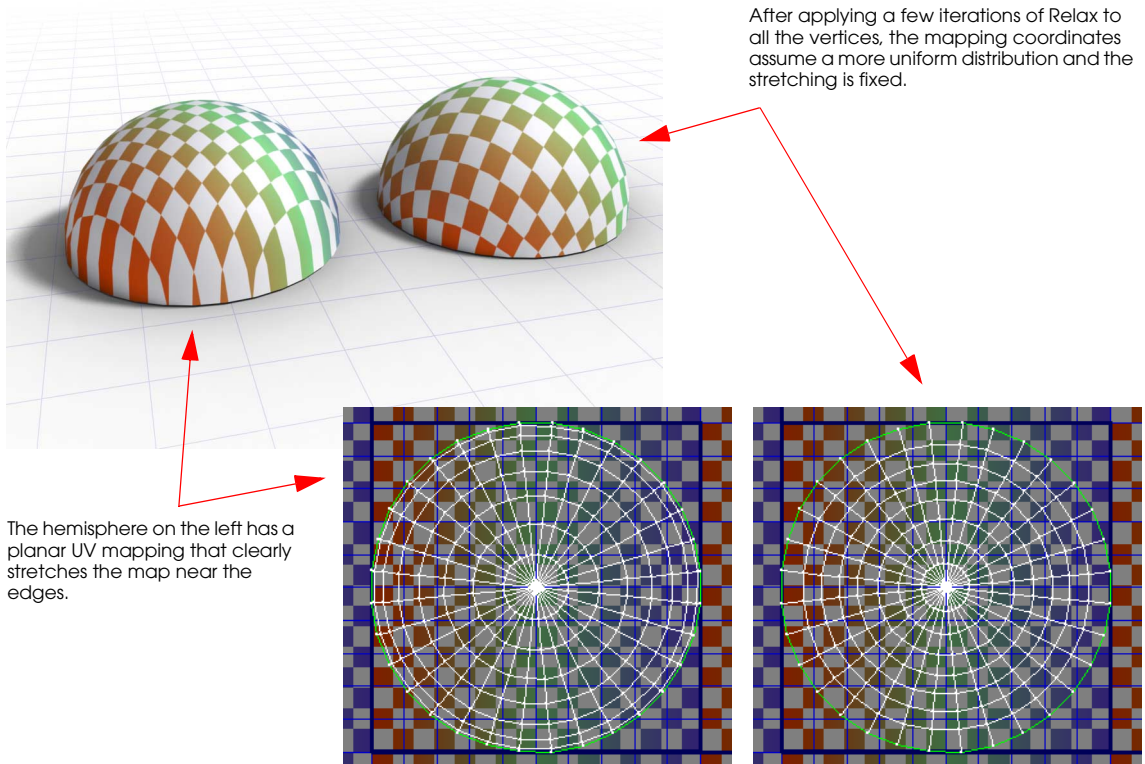 After applying a few iterations of Relax to
all the vertices, the mapping coordinates
assume a more uniform distribution and the
stretching is fixed.
The hemisphere on the left has a
planar UV mapping that clearly
stretches the map near the
edges.